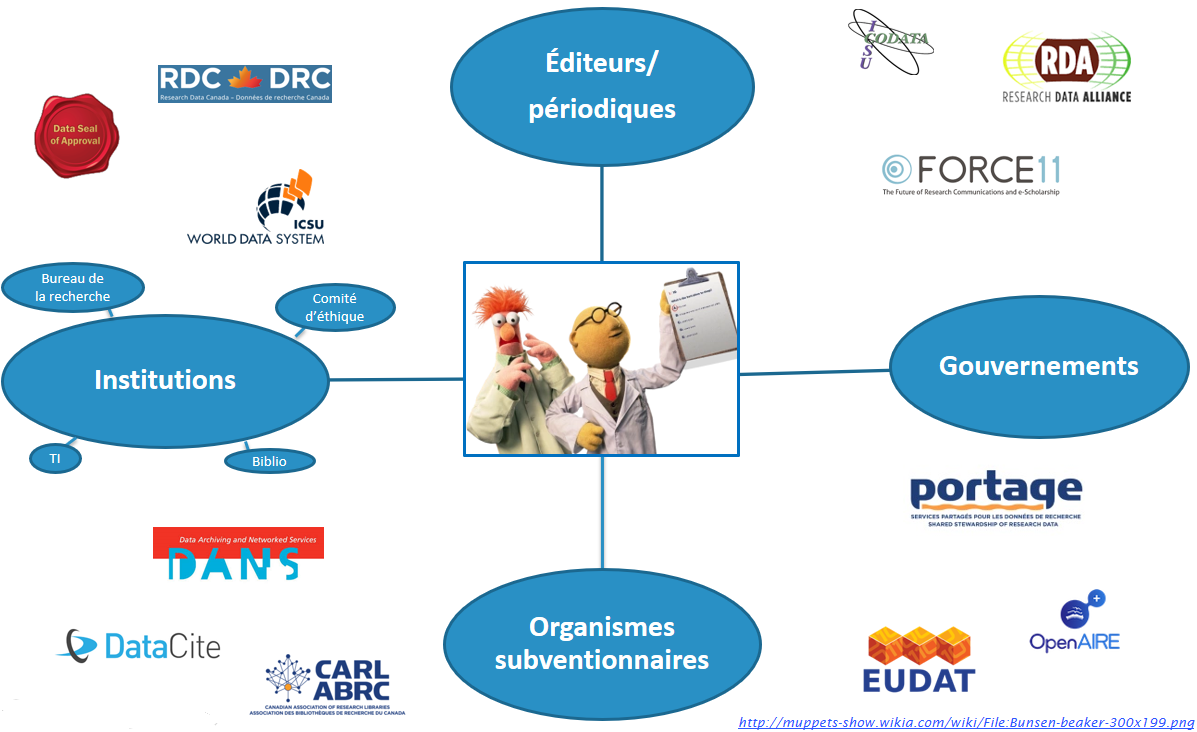 Éditeurs/
périodiques
ICSU
CODATA
RDA
RESEARCH DATA ALLIANCE
RDC DRC
Research Data Canada – Données de recherche Canada
Data Seal
of Approval
FORCE11
The Future of Research Communications and e-Scholarship
ICSU
WORLD DATA SYSTEM
Bureau de
la recherche
Comité
d’éthique
Institutions
Gouvernements
TI
Biblio
portage
SERVICES PARTAGÉS POUR LES DONNÉES DE RECHERCHE
SHARED STEWARDSHIP OF RESEARCH DATA
Data Archiving and Networked Services
DANS
DataCite
CARL
ABRC
CANADIAN ASSOCIATION OF RESEARCH LIBRARIES
ASSOCIATION DES BIBLIOTHÈQUES DE RECHERCHE DU CANADA
Organismes
subventionnaires
EUDAT
OpenAIRE
http://muppets-show.wikia.com/wiki/File:Bunsen-beaker-300x199.png